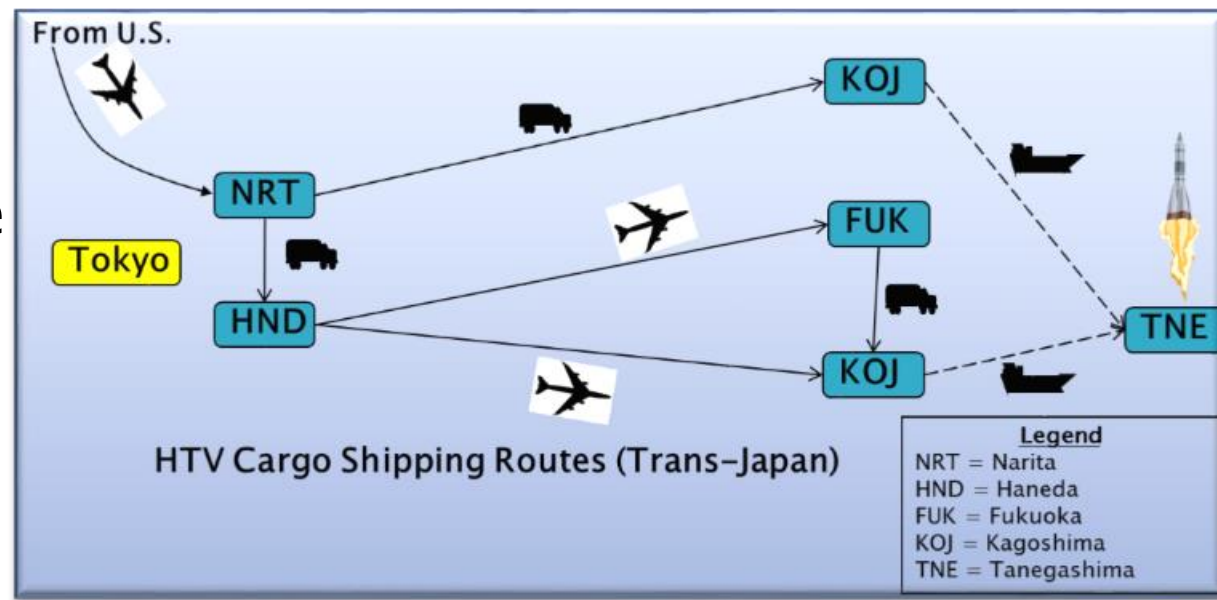 From U.S.
KOJ
NRT
FUK
e
Tokyo
HND
TNE
KOJ
HTV Cargo Shipping Routes (Trans-Japan)
Legend
NRT = Narita
HND = Haneda
FUK = Fukuoka
KOJ = Kagoshima
TNE = Tanegashima